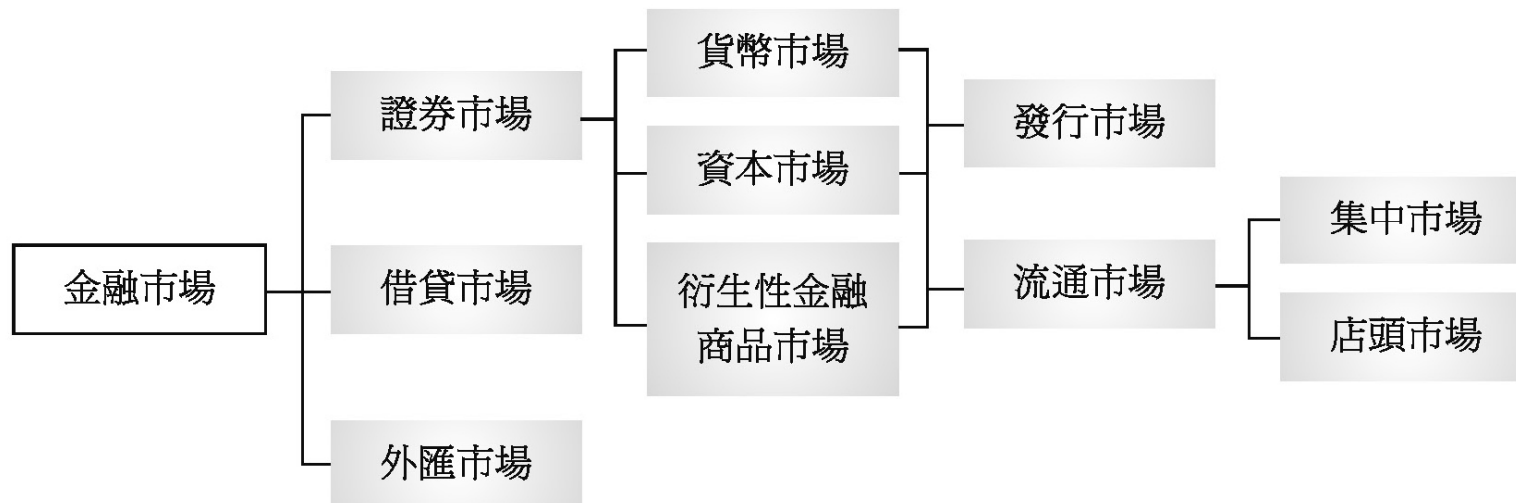 金融市場
證券市場
借貸市場
外匯市場
貨幣市場
資本市場
衍生性金融
商品市場
發行市場
流通市場
集中市場
店頭市場